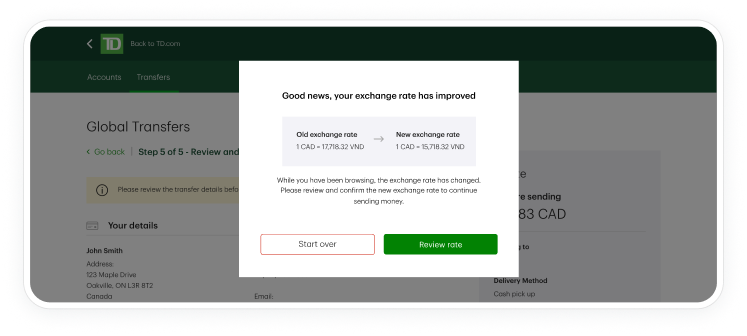 TD
Back to TD.com
Accounts Transfers
Global Transfers
Go back Step 5 of 5 - Review and
Please review the transfer details befo
Your details
John Smith
Address:
123 Maple Drive
Oakville, ON L3R 8T2
Canada
Email:
Good news, your exchange rate has improved
Old exchange rate
1 CAD = 17,718.32 VND
New exchange rate
1 CAD = 15,718.32 VND
While you have been browsing, the exchange rate has changed.
Please review and confirm the new exchange rate to continue
sending money.
Start over
Review rate
re sending
83 CAD
to
Delivery Method
Cash pick up